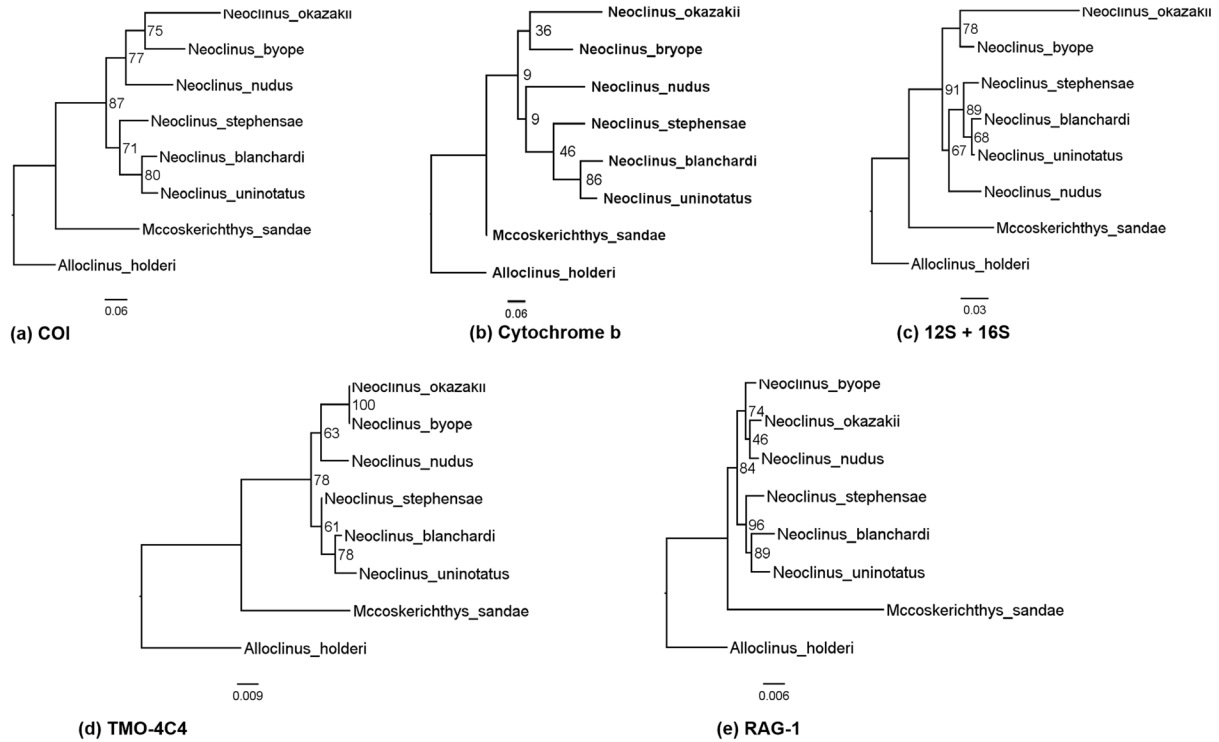 Neoclinus_okazakii
75
Neoclinus_byope
77
Neoclinus_nudus
87
Neoclinus_stephensae
71
Neoclinus_blanchardi
80
Neoclinus_uninotatus
Mccoskerichthys_sandae
Alloclinus_holderi
0.06
(a) COI
Neoclinus_okazakii
36
Neoclinus_bryope
9
Neoclinus_nudus
9
Neoclinus_stephensae
46
Neoclinus_blanchardi
86
Neoclinus_uninotatus
Mccoskerichthys_sandae
Alloclinus_holderi
0.06
(b) Cytochrome b
Neoclinus_okazakii
78
Neoclinus_byope
Neoclinus_stephensae
91
89
Neoclinus_blanchardi
68
67
Neoclinus_uninotatus
Neoclinus_nudus
Mccoskerichthys_sandae
Alloclinus_holderi
0.03
(c) 12S + 16S
Neoclinus_okazakii
100
Neoclinus_byope
63
Neoclinus_nudus
78
Neoclinus_stephensae
61
Neoclinus_blanchardi
78
Neoclinus_uninotatus
Mccoskerichthys_sandae
Alloclinus_holderi
0.009
(d) TMO-4C4
Neoclinus_byope
74
Neoclinus_okazakii
46
Neoclinus_nudus
84
Neoclinus_stephensae
96
Neoclinus_blanchardi
89
Neoclinus_uninotatus
Mccoskerichthys_sandae
Alloclinus_holderi
0.006
(e) RAG-1